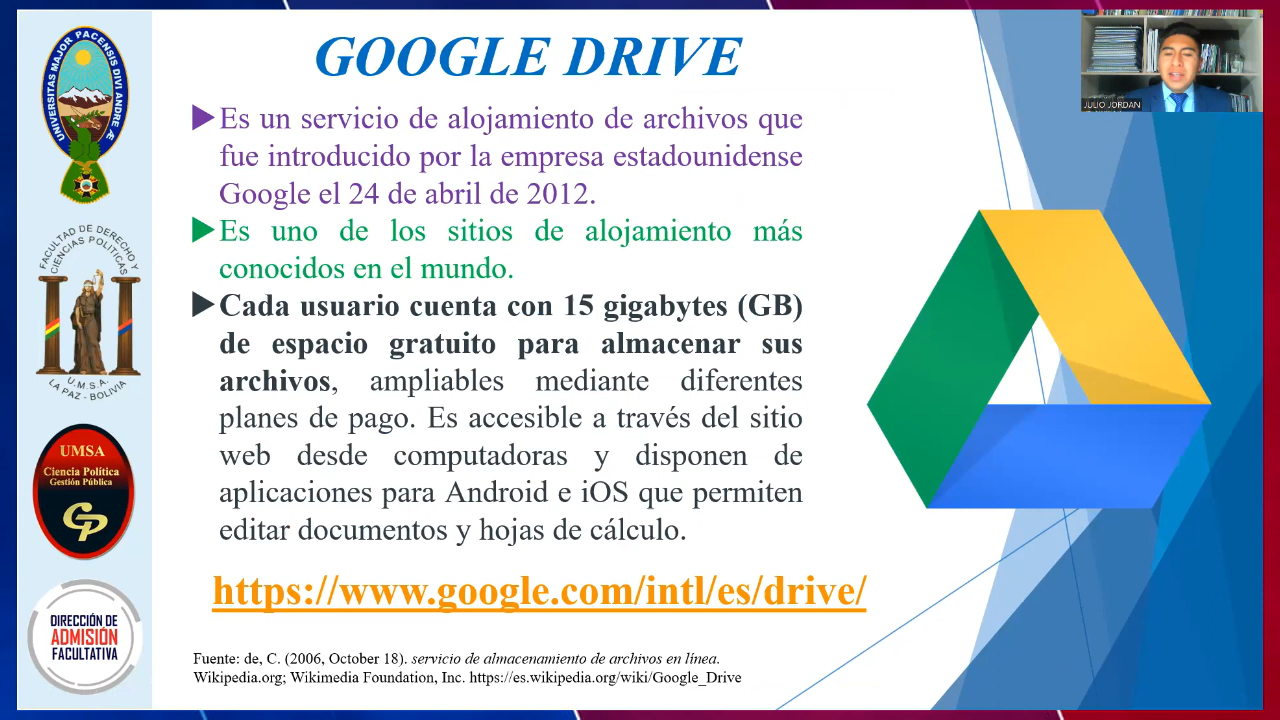 GOOGLE DRIVE
JULIO JORDAN
Es un servicio de alojamiento de archivos que
fue introducido por la empresa estadounidense
Google el 24 de abril de 2012.
Es uno de los sitios de alojamiento más
conocidos en el mundo.
Cada usuario cuenta con 15 gigabytes (GB)
de espacio gratuito para almacenar sus
archivos, ampliables mediante diferentes
planes de pago. Es accesible a través del sitio
web desde computadoras y disponen de
aplicaciones para Android e iOS que permiten
editar documentos y hojas de cálculo.
https://www.google.com/intl/es/drive/
Fuente: de, C. (2006, October 18). servicio de almacenamiento de archivos en línea.
Wikipedia.org; Wikimedia Foundation, Inc. https://es.wikipedia.org/wiki/Google_Drive
UNIVERSITAS MAJOR PACENSIS DIVI ANDRE Æ
FACULTAD DE DERECHO Y
CIENCIAS POLÍTICAS
U.M.S.A.
LA PAZ - BOLIVIA
UMSA
Ciencia Política
Gestión Pública
CP
DIRECCIÓN DE
ADMISIÓN
FACULTATIVA